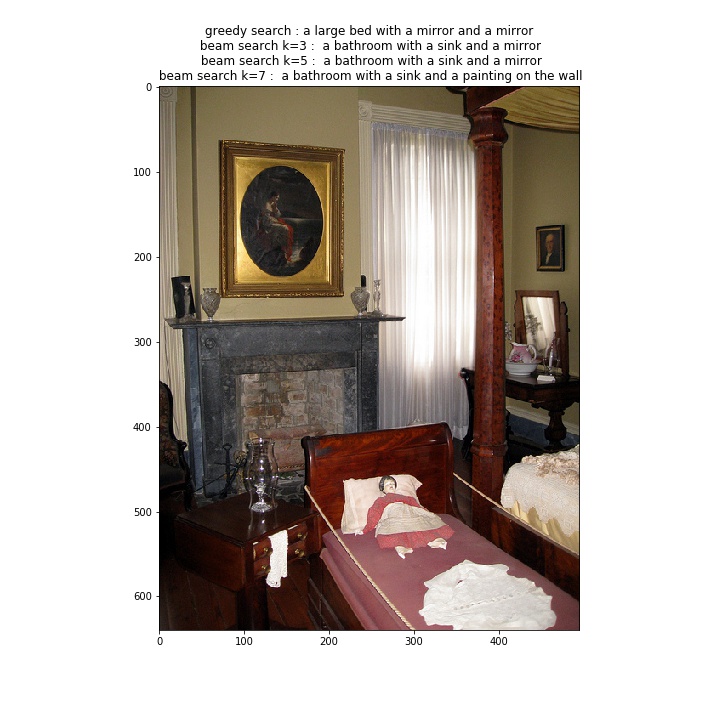 greedy search : a large bed with a mirror and a mirror
beam search k=3 :  a bathroom with a sink and a mirror
beam search k=5 :  a bathroom with a sink and a mirror
beam search k=7 :  a bathroom with a sink and a painting on the wall
0
100
200
300
400
500
600
0 100 200 300 400